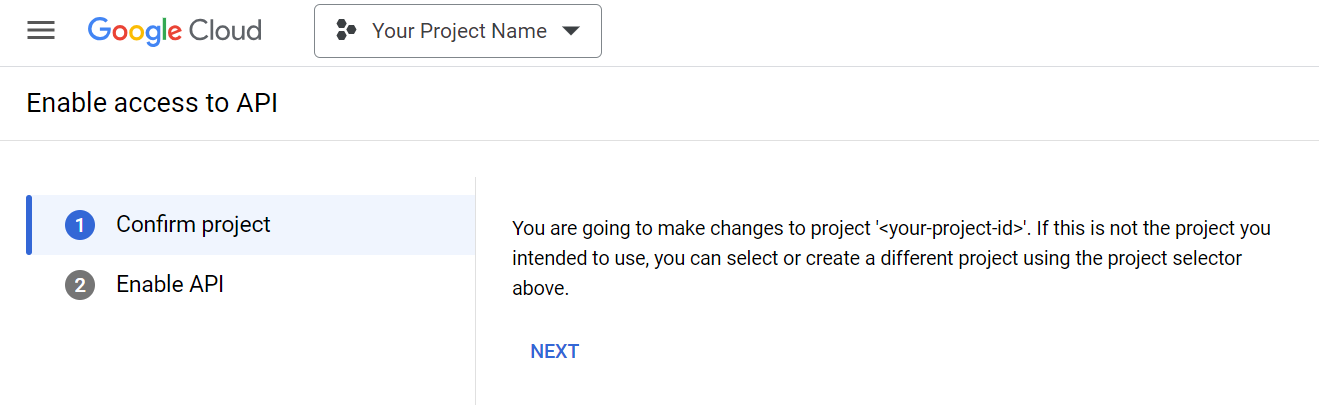 Google Cloud
Your Project Name
Enable access to API
1 Confirm project
2 Enable API
You are going to make changes to project '<your-project-id>'. If this is not the project you
intended to use, you can select or create a different project using the project selector
above.
NEXT